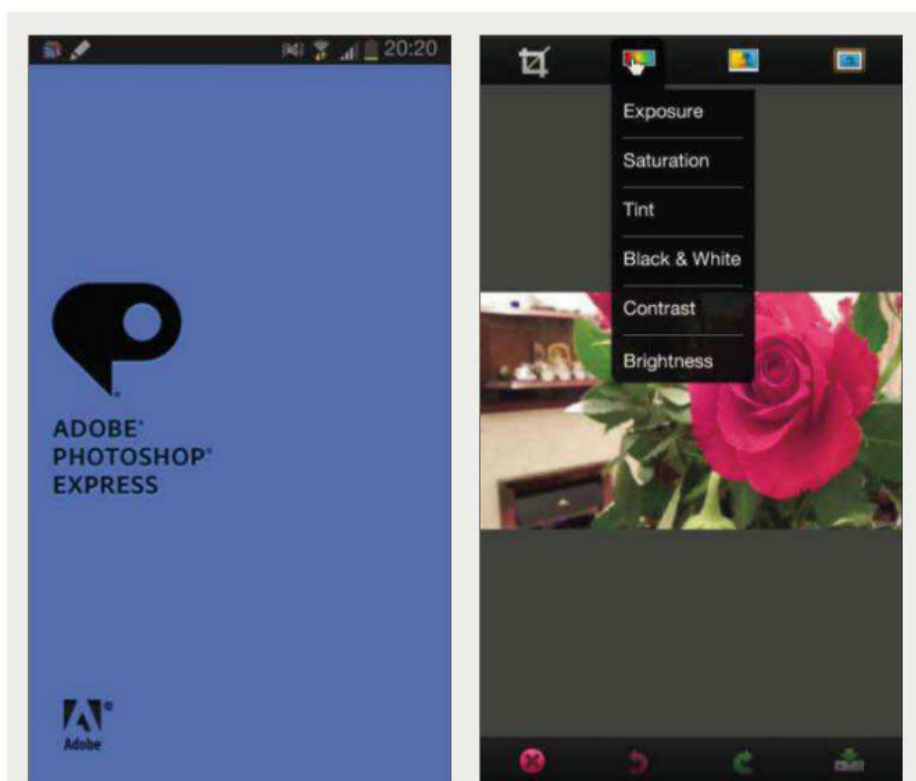 20:20
ADOBE®
PHOTOSHOP®
EXPRESS
Adobe®
Exposure
Saturation
Tint
Black & White
Contrast
Brightness